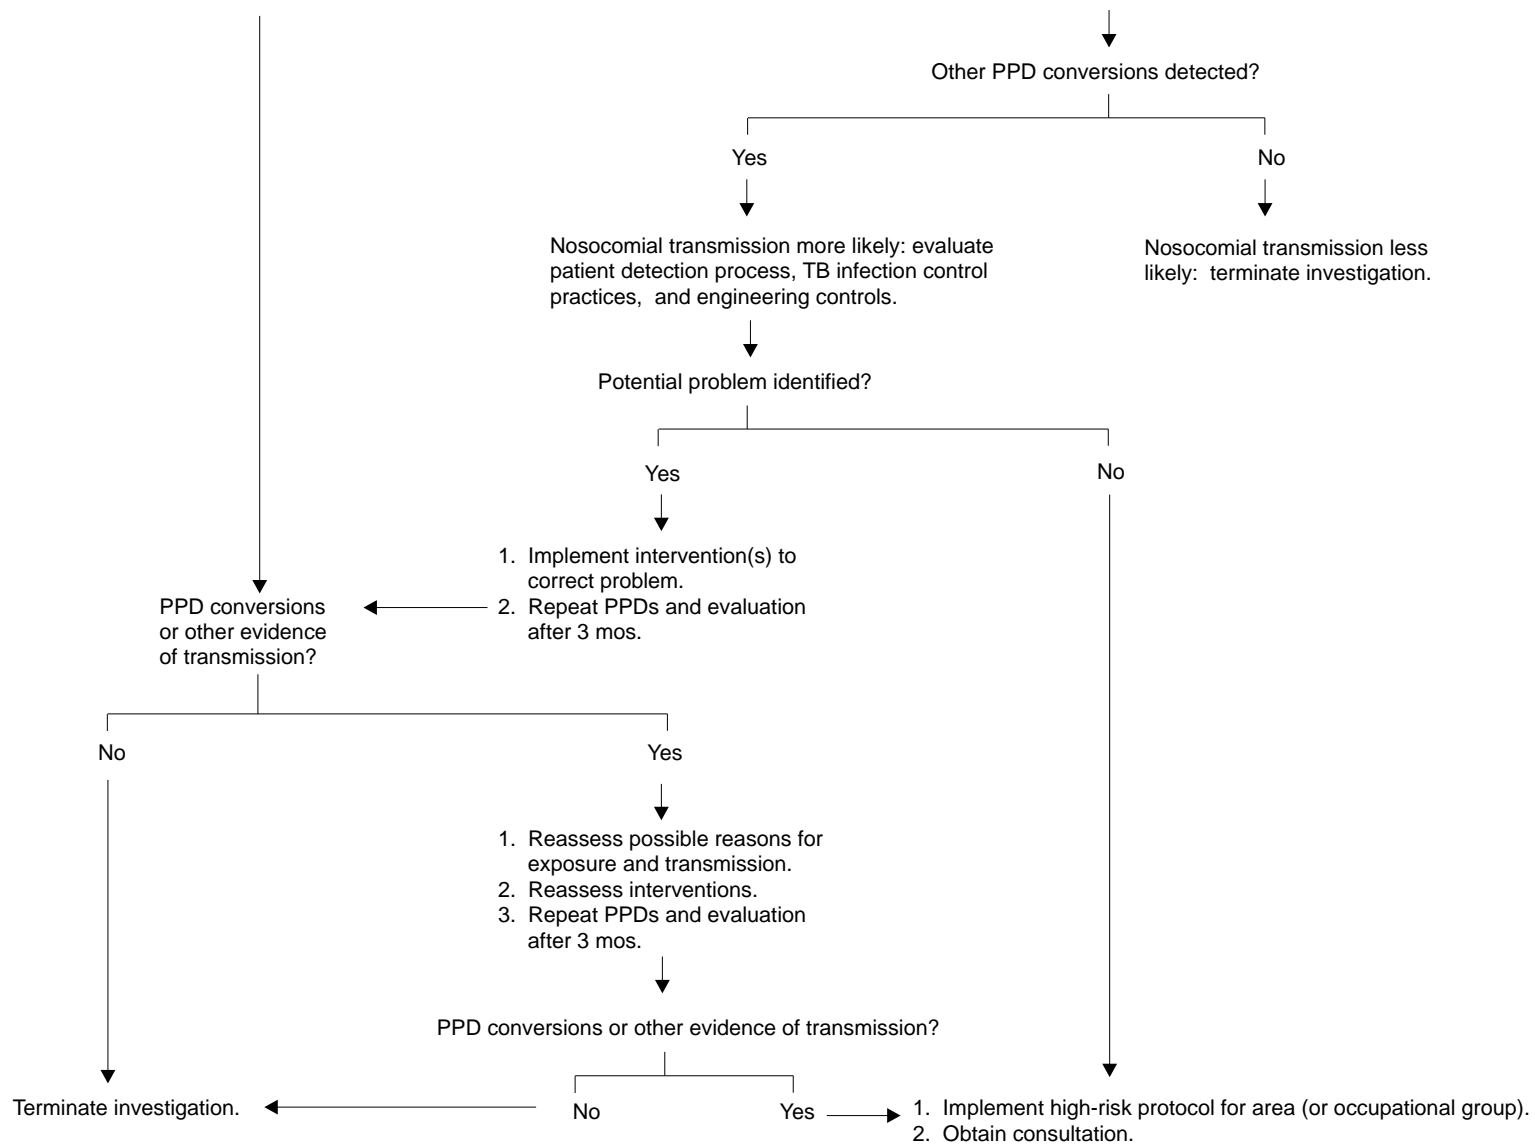 Other PPD conversions detected?
Yes
No
Nosocomial transmission more likely: evaluate
patient detection process, TB infection control
practices,  and engineering controls.
Nosocomial transmission less
likely:  terminate investigation.
Potential problem identified?
Yes
No
1.  Implement intervention(s) to
correct problem.
2.  Repeat PPDs and evaluation
after 3 mos.
PPD conversions
or other evidence
of transmission?
No
Yes
1.  Reassess possible reasons for
exposure and transmission.
2.  Reassess interventions.
3.  Repeat PPDs and evaluation
after 3 mos.
PPD conversions or other evidence of transmission?
Terminate investigation.
No
Yes
1.  Implement high-risk protocol for area (or occupational group).
2.  Obtain consultation.